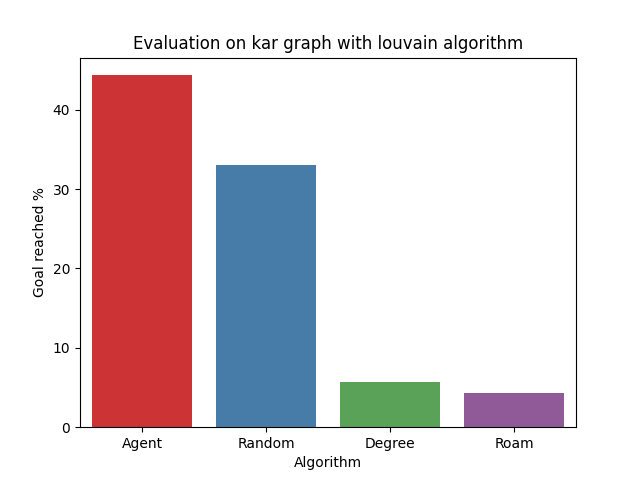 Evaluation on kar graph with louvain algorithm
Goal reached %
40
30
20
10
0
Agent Random Degree Roam
Algorithm